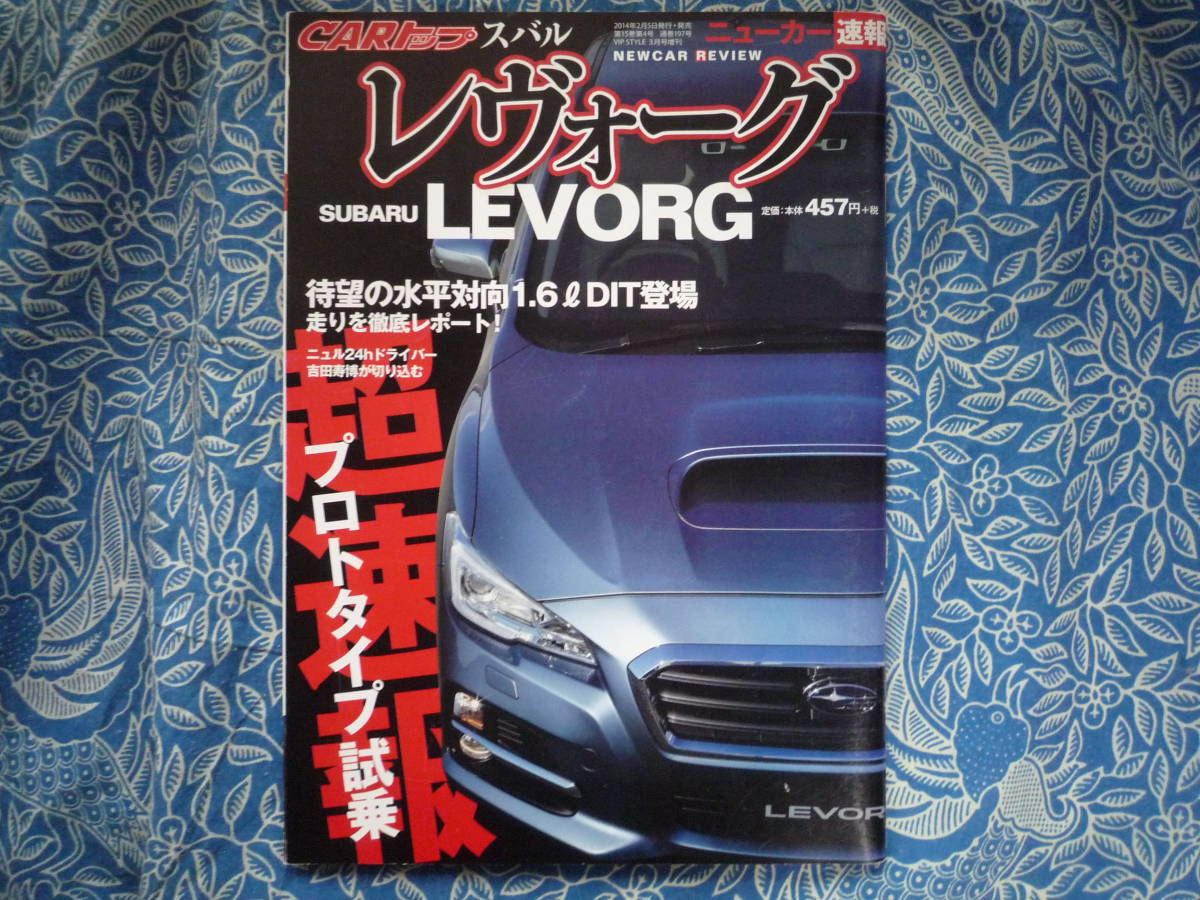 CARトップ
スバル
2014年2月5日発行・発売
第15巻第4号 通巻197号
VIP STYLE 3月号増刊
ニューカー速報
NEWCAR REVIEW
レヴォーグ
SUBARU LEVORG
定価:本体457円+税
待望の水平対向1.6ℓDIT登場
走りを徹底レポート!
ニュル24hドライバー
吉田寿博が切り込む
超速報
プロトタイプ試乗
LEVOR